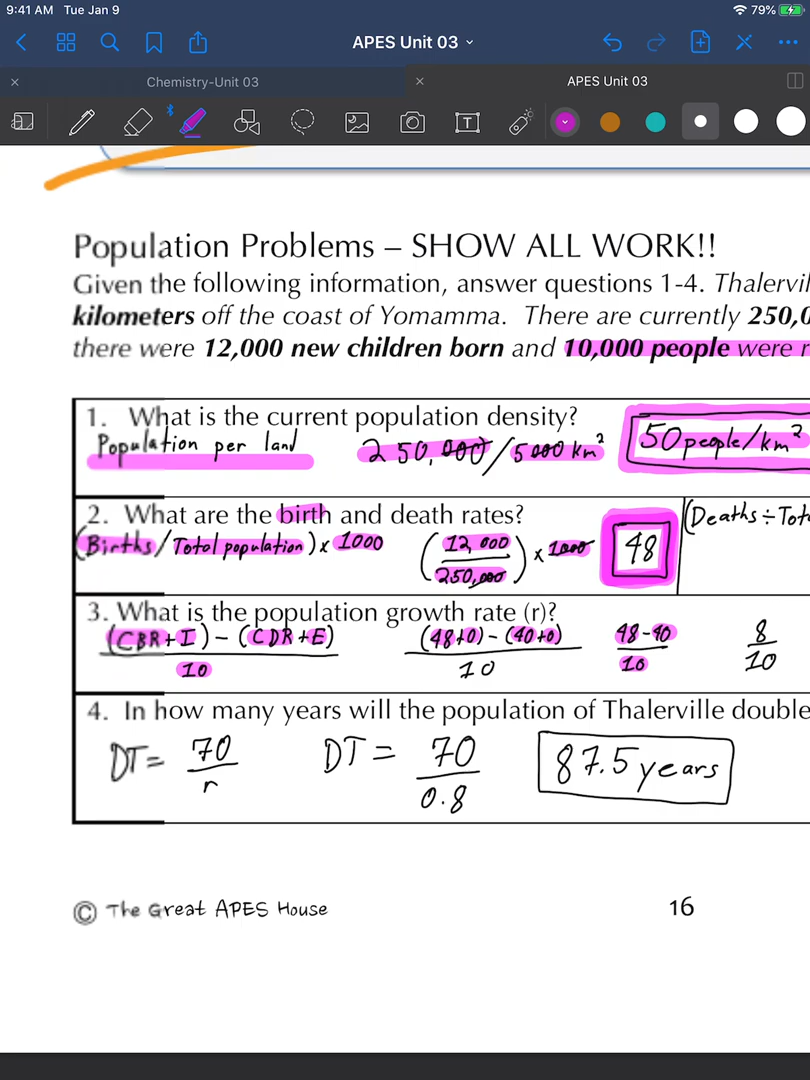 9:41 AM Tue Jan 9 79%
APES Unit 03
Chemistry-Unit 03 APES Unit 03
T
Population Problems – SHOW ALL WORK!!
Given the following information, answer questions 1-4. Thalervil
kilometers off the coast of Yomamma. There are currently 250,0
there were 12,000 new children born and 10,000 people were r
1. What is the current population density?
Population per land 250,000/5000 km² 50 people/km²
2. What are the birth and death rates? (Deaths ÷ Tot
(Births/Total population) x 1000 (12,000/250,000) x 1000 48
3. What is the population growth rate (r)?
(CBR+I) - (CDR+E) / 10 (48+0) - (40+0) / 10 48-40 / 10 8 / 10
4. In how many years will the population of Thalerville double
DT = 70/r DT = 70/0.8 87.5 years
© The Great APES House 16